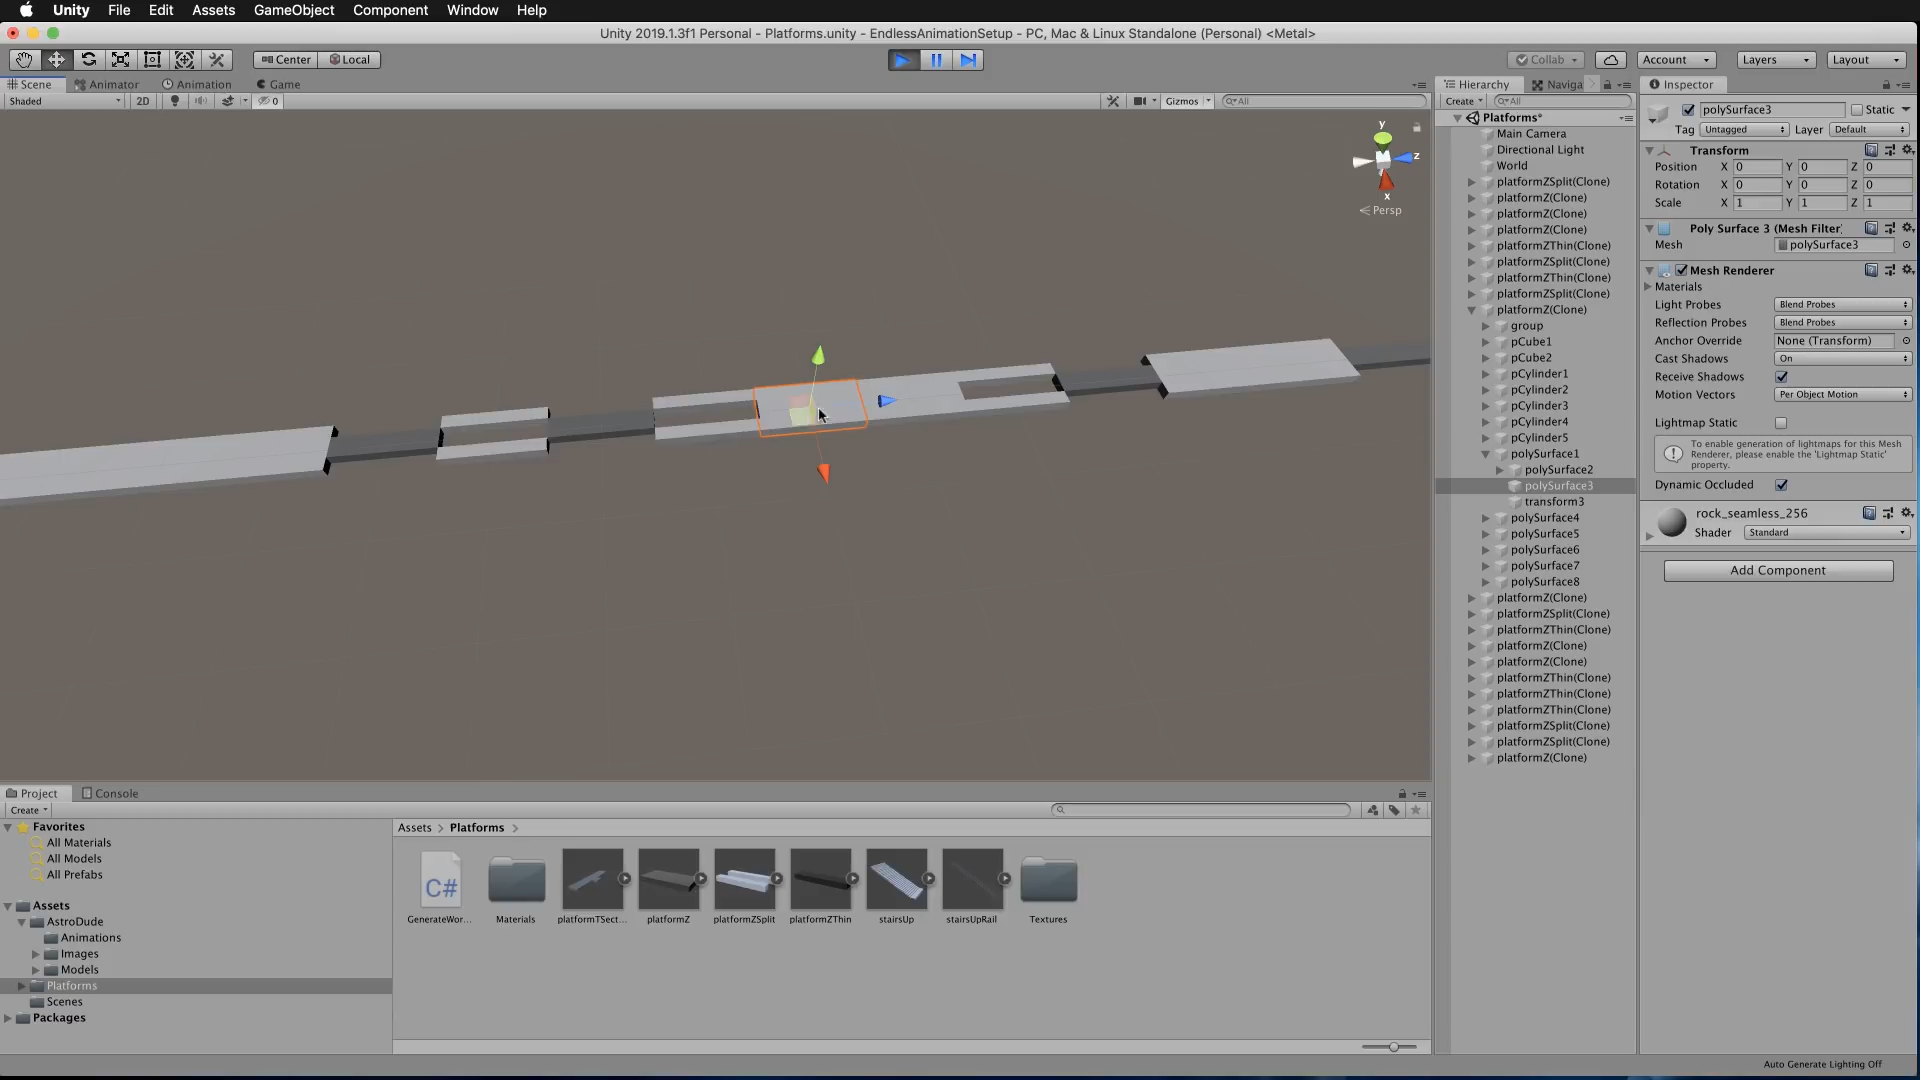 Unity File Edit Assets GameObject Component Window Help
Unity 2019.1.3f1 Personal - Platforms.unity - EndlessAnimationSetup - PC, Mac & Linux Standalone (Personal) <Metal>
Center Local
Collab Account Layers Layout
Scene Animator Animation Game
Shaded 2D 0 Gizmos All
y
z
x
Persp
Hierarchy Naviga
Create All
Platforms*
Main Camera
Directional Light
World
platformZSplit(Clone)
platformZ(Clone)
platformZ(Clone)
platformZ(Clone)
platformZThin(Clone)
platformZSplit(Clone)
platformZThin(Clone)
platformZSplit(Clone)
platformZ(Clone)
group
pCube1
pCube2
pCylinder1
pCylinder2
pCylinder3
pCylinder4
pCylinder5
polySurface1
polySurface2
polySurface3
transform3
polySurface4
polySurface5
polySurface6
polySurface7
polySurface8
platformZ(Clone)
platformZSplit(Clone)
platformZThin(Clone)
platformZ(Clone)
platformZ(Clone)
platformZThin(Clone)
platformZThin(Clone)
platformZThin(Clone)
platformZSplit(Clone)
platformZSplit(Clone)
platformZ(Clone)
Inspector
polySurface3 Static
Tag Untagged Layer Default
Transform
Position X 0 Y 0 Z 0
Rotation X 0 Y 0 Z 0
Scale X 1 Y 1 Z 1
Poly Surface 3 (Mesh Filter)
Mesh polySurface3
Mesh Renderer
Materials
Light Probes Blend Probes
Reflection Probes Blend Probes
Anchor Override None (Transform)
Cast Shadows On
Receive Shadows
Motion Vectors Per Object Motion
Lightmap Static
To enable generation of lightmaps for this Mesh
Renderer, please enable the 'Lightmap Static'
property.
Dynamic Occluded
rock_seamless_256
Shader Standard
Add Component
Project Console
Create
Favorites
All Materials
All Models
All Prefabs
Assets
AstroDude
Animations
Images
Models
Platforms
Scenes
Packages
Assets > Platforms >
C#
GenerateWor... Materials platformTSect... platformZ platformZSplit platformZThin stairsUp stairsUpRail Textures
Auto Generate Lighting Off